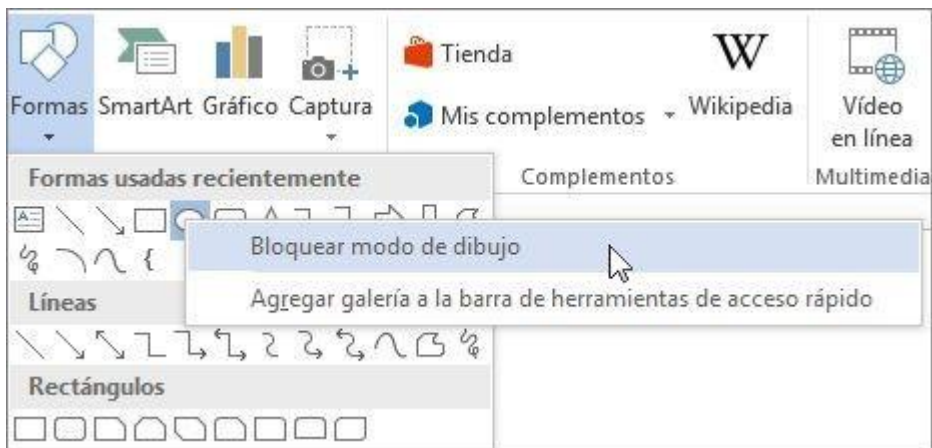 Formas SmartArt Gráfico Captura
Tienda
Mis complementos
W
Wikipedia
Vídeo
en línea
Complementos
Multimedia
Formas usadas recientemente
A
Bloquear modo de dibujo
Agregar galería a la barra de herramientas de acceso rápido
Líneas
Rectángulos